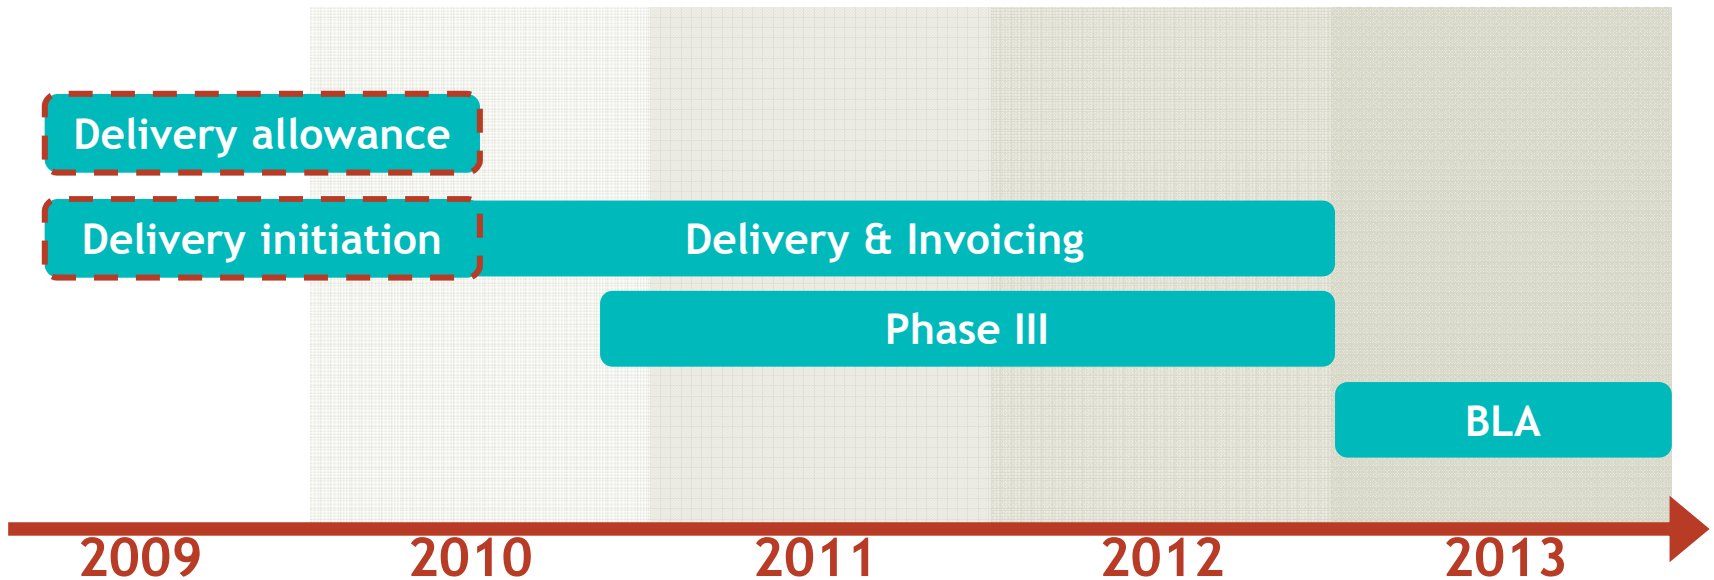 Delivery allowance
Delivery initiation
Delivery & Invoicing
Phase III
BLA
2009
2010
2011
2012
2013